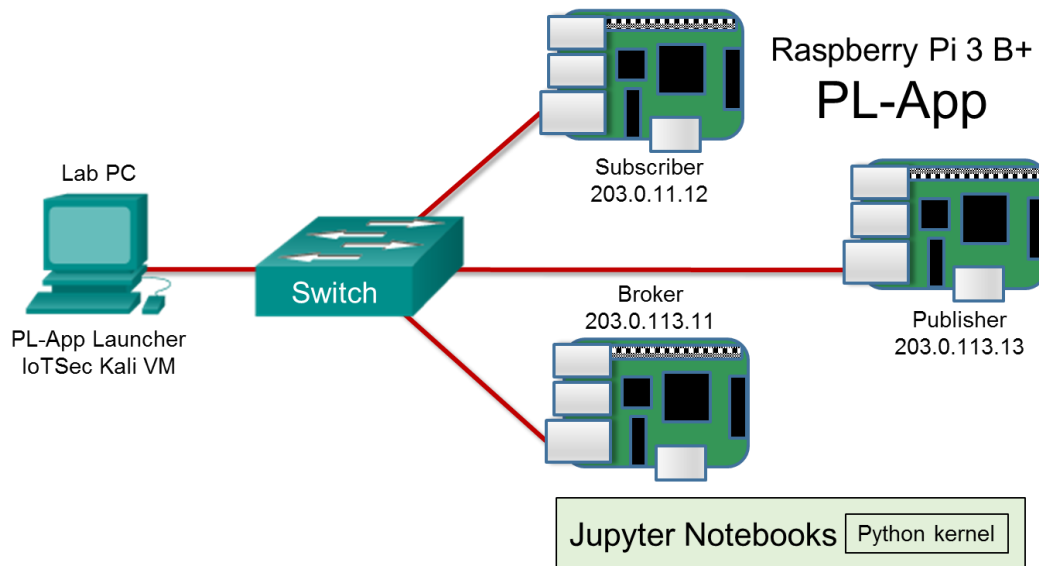 Raspberry Pi 3 B+
PL-App
Lab PC
Subscriber
203.0.11.12
Switch
Broker
203.0.113.11
Publisher
203.0.113.13
PL-App Launcher
IoTSec Kali VM
Jupyter Notebooks Python kernel